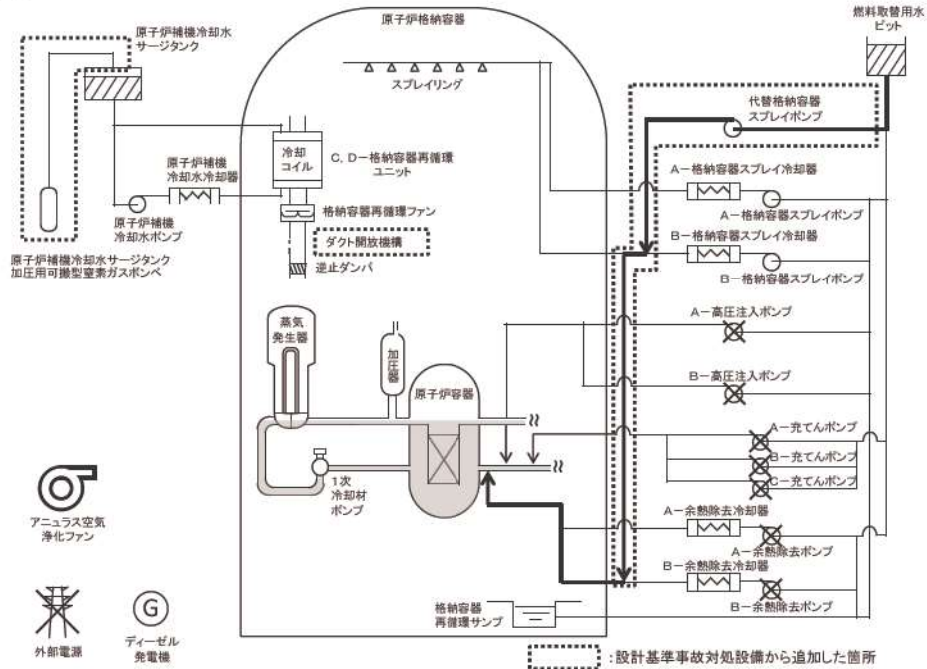 原子炉格納容器
燃料取替用水
ピット
原子炉補機冷却水
サージタンク
スプレイリング
代替格納容器
スプレイポンプ
冷却
コイル
C, D-格納容器再循環
ユニット
原子炉補機
冷却水冷却器
A-格納容器スプレイ冷却器
格納容器再循環ファン
A-格納容器スプレイポンプ
原子炉補機
冷却水ポンプ
ダクト開放機構
B-格納容器スプレイ冷却器
原子炉補機冷却水サージタンク
加圧用可搬型窒素ガスボンベ
逆止ダンパ
B-格納容器スプレイポンプ
A-高圧注入ポンプ
蒸気
発生器
加圧器
原子炉容器
B-高圧注入ポンプ
A-充てんポンプ
B-充てんポンプ
C-充てんポンプ
1次
冷却材
ポンプ
アニュラス空気
浄化ファン
A-余熱除去冷却器
A-余熱除去ポンプ
B-余熱除去冷却器
B-余熱除去ポンプ
格納容器
再循環サンプ
外部電源
G
ディーゼル
発電機
:設計基準事故対処設備から追加した箇所